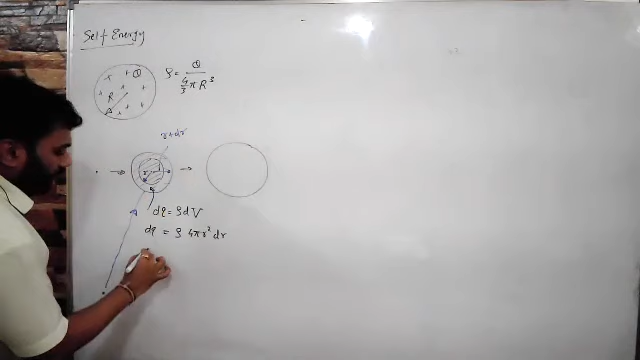 Self Energy
+ + Q
+ + +
R
+ + +
ρ = Q / (4/3 π R³)
r+dr
r
dq = ρ dV
dq = ρ 4πr² dr